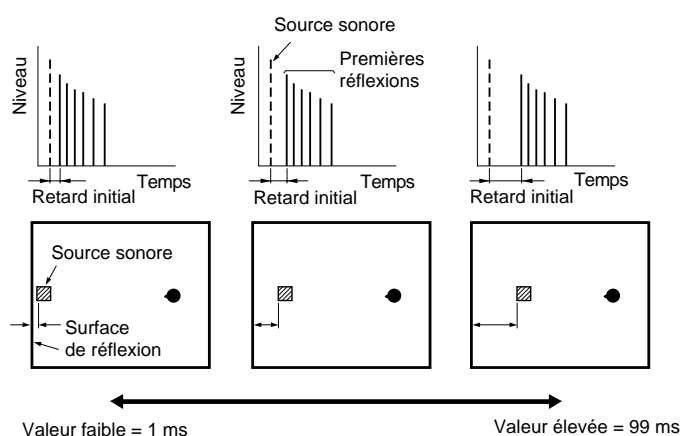 Source sonore
Niveau
Niveau
Premières
réflexions
Niveau
Temps
Retard initial
Temps
Retard initial
Temps
Retard initial
Source sonore
Surface
de réflexion
Valeur faible = 1 ms
Valeur élevée = 99 ms